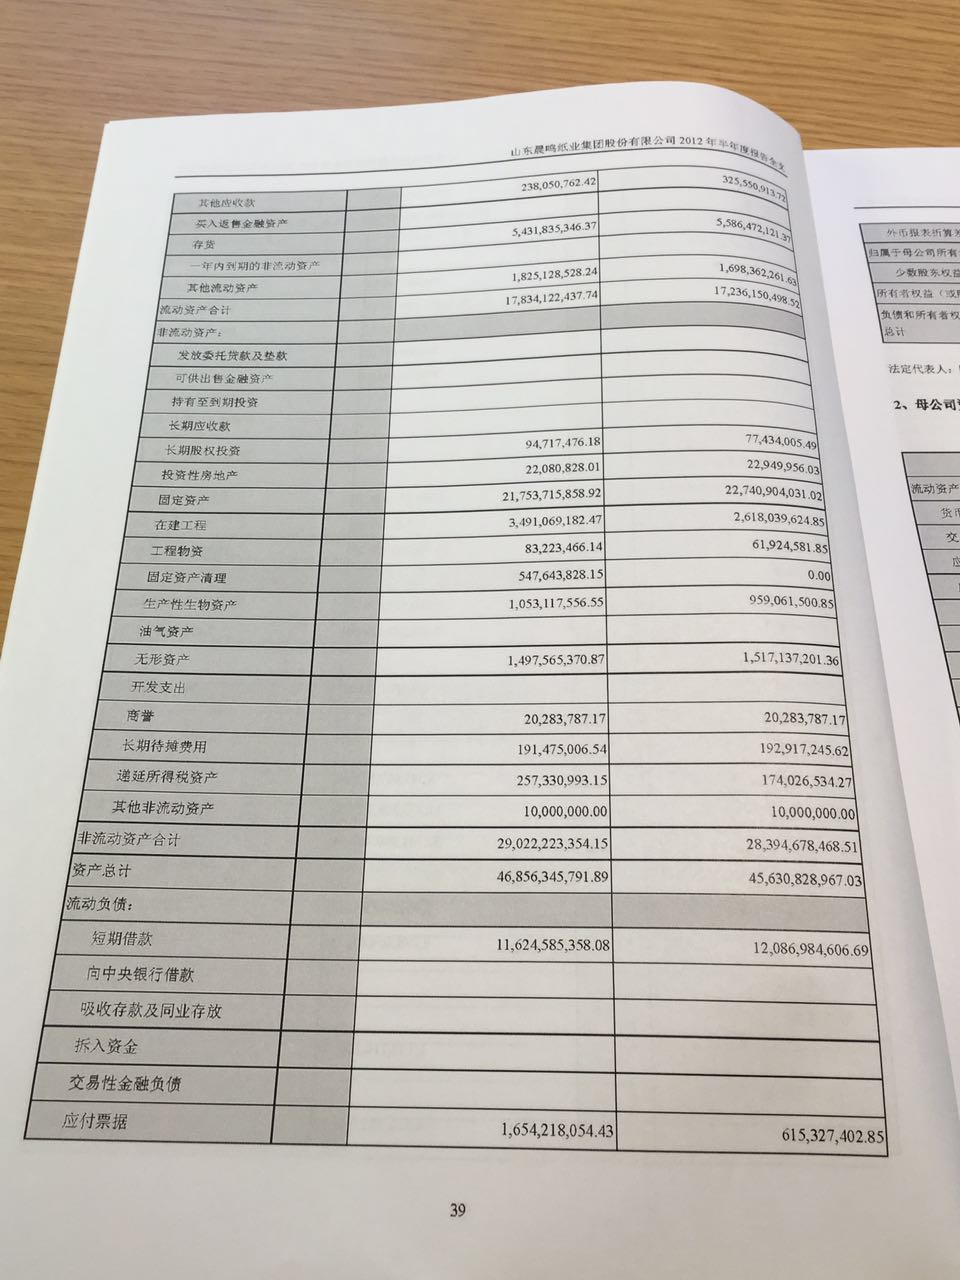 山东晨鸣纸业集团股份有限公司 2012 年半年度报告全文
其他应收款 238,050,762.42 325,550,913.72
买入返售金融资产
存货 5,431,835,346.37 5,586,472,121.37
一年内到期的非流动资产
其他流动资产 1,825,128,528.24 1,698,362,261.63
流动资产合计 17,834,122,437.74 17,236,150,498.52
非流动资产：
发放委托贷款及垫款
可供出售金融资产
持有至到期投资
长期应收款
长期股权投资 94,717,476.18 77,434,005.49
投资性房地产 22,080,828.01 22,949,956.03
固定资产 21,753,715,858.92 22,740,904,031.02
在建工程 3,491,069,182.47 2,618,039,624.85
工程物资 83,223,466.14 61,924,581.85
固定资产清理 547,643,828.15 0.00
生产性生物资产 1,053,117,556.55 959,061,500.85
油气资产
无形资产 1,497,565,370.87 1,517,137,201.36
开发支出
商誉 20,283,787.17 20,283,787.17
长期待摊费用 191,475,006.54 192,917,245.62
递延所得税资产 257,330,993.15 174,026,534.27
其他非流动资产 10,000,000.00 10,000,000.00
非流动资产合计 29,022,223,354.15 28,394,678,468.51
资产总计 46,856,345,791.89 45,630,828,967.03
流动负债：
短期借款 11,624,585,358.08 12,086,984,606.69
向中央银行借款
吸收存款及同业存放
拆入资金
交易性金融负债
应付票据 1,654,218,054.43 615,327,402.85
39
外币报表折算
归属于母公司所有
少数股东权益
所有者权益（或
负债和所有者权
总计
法定代表人：
2、母公司
流动资产
货
交